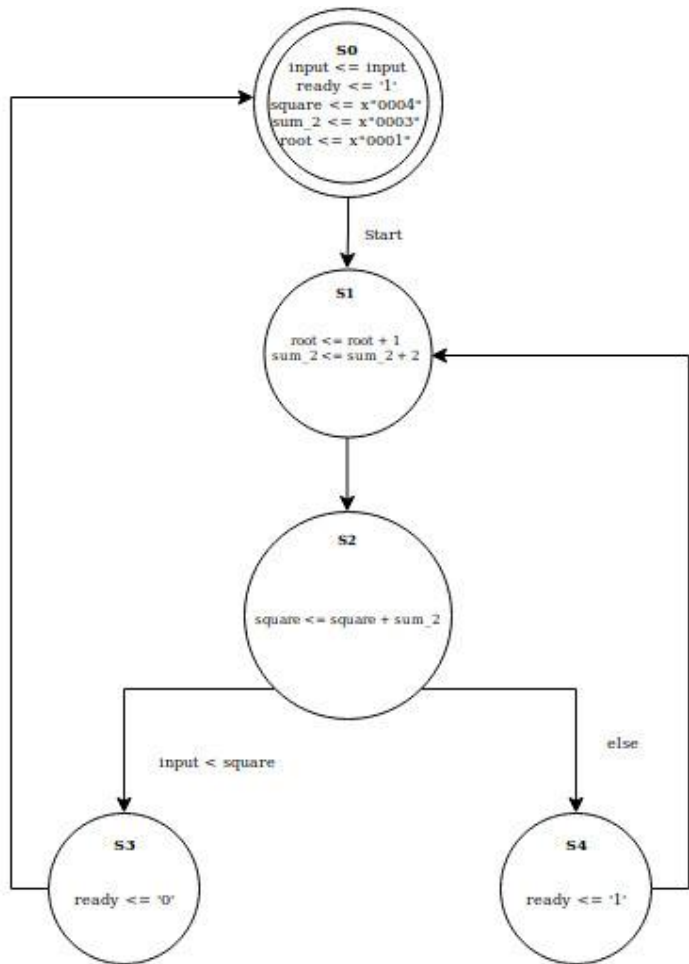 S0
input <= input
ready <= '1'
square <= x"0004"
sum_2 <= x"0003"
root <= x"0001"
Start
S1
root <= root + 1
sum_2 <= sum_2 + 2
S2
square <= square + sum_2
input < square
else
S3
ready <= '0'
S4
ready <= '1'